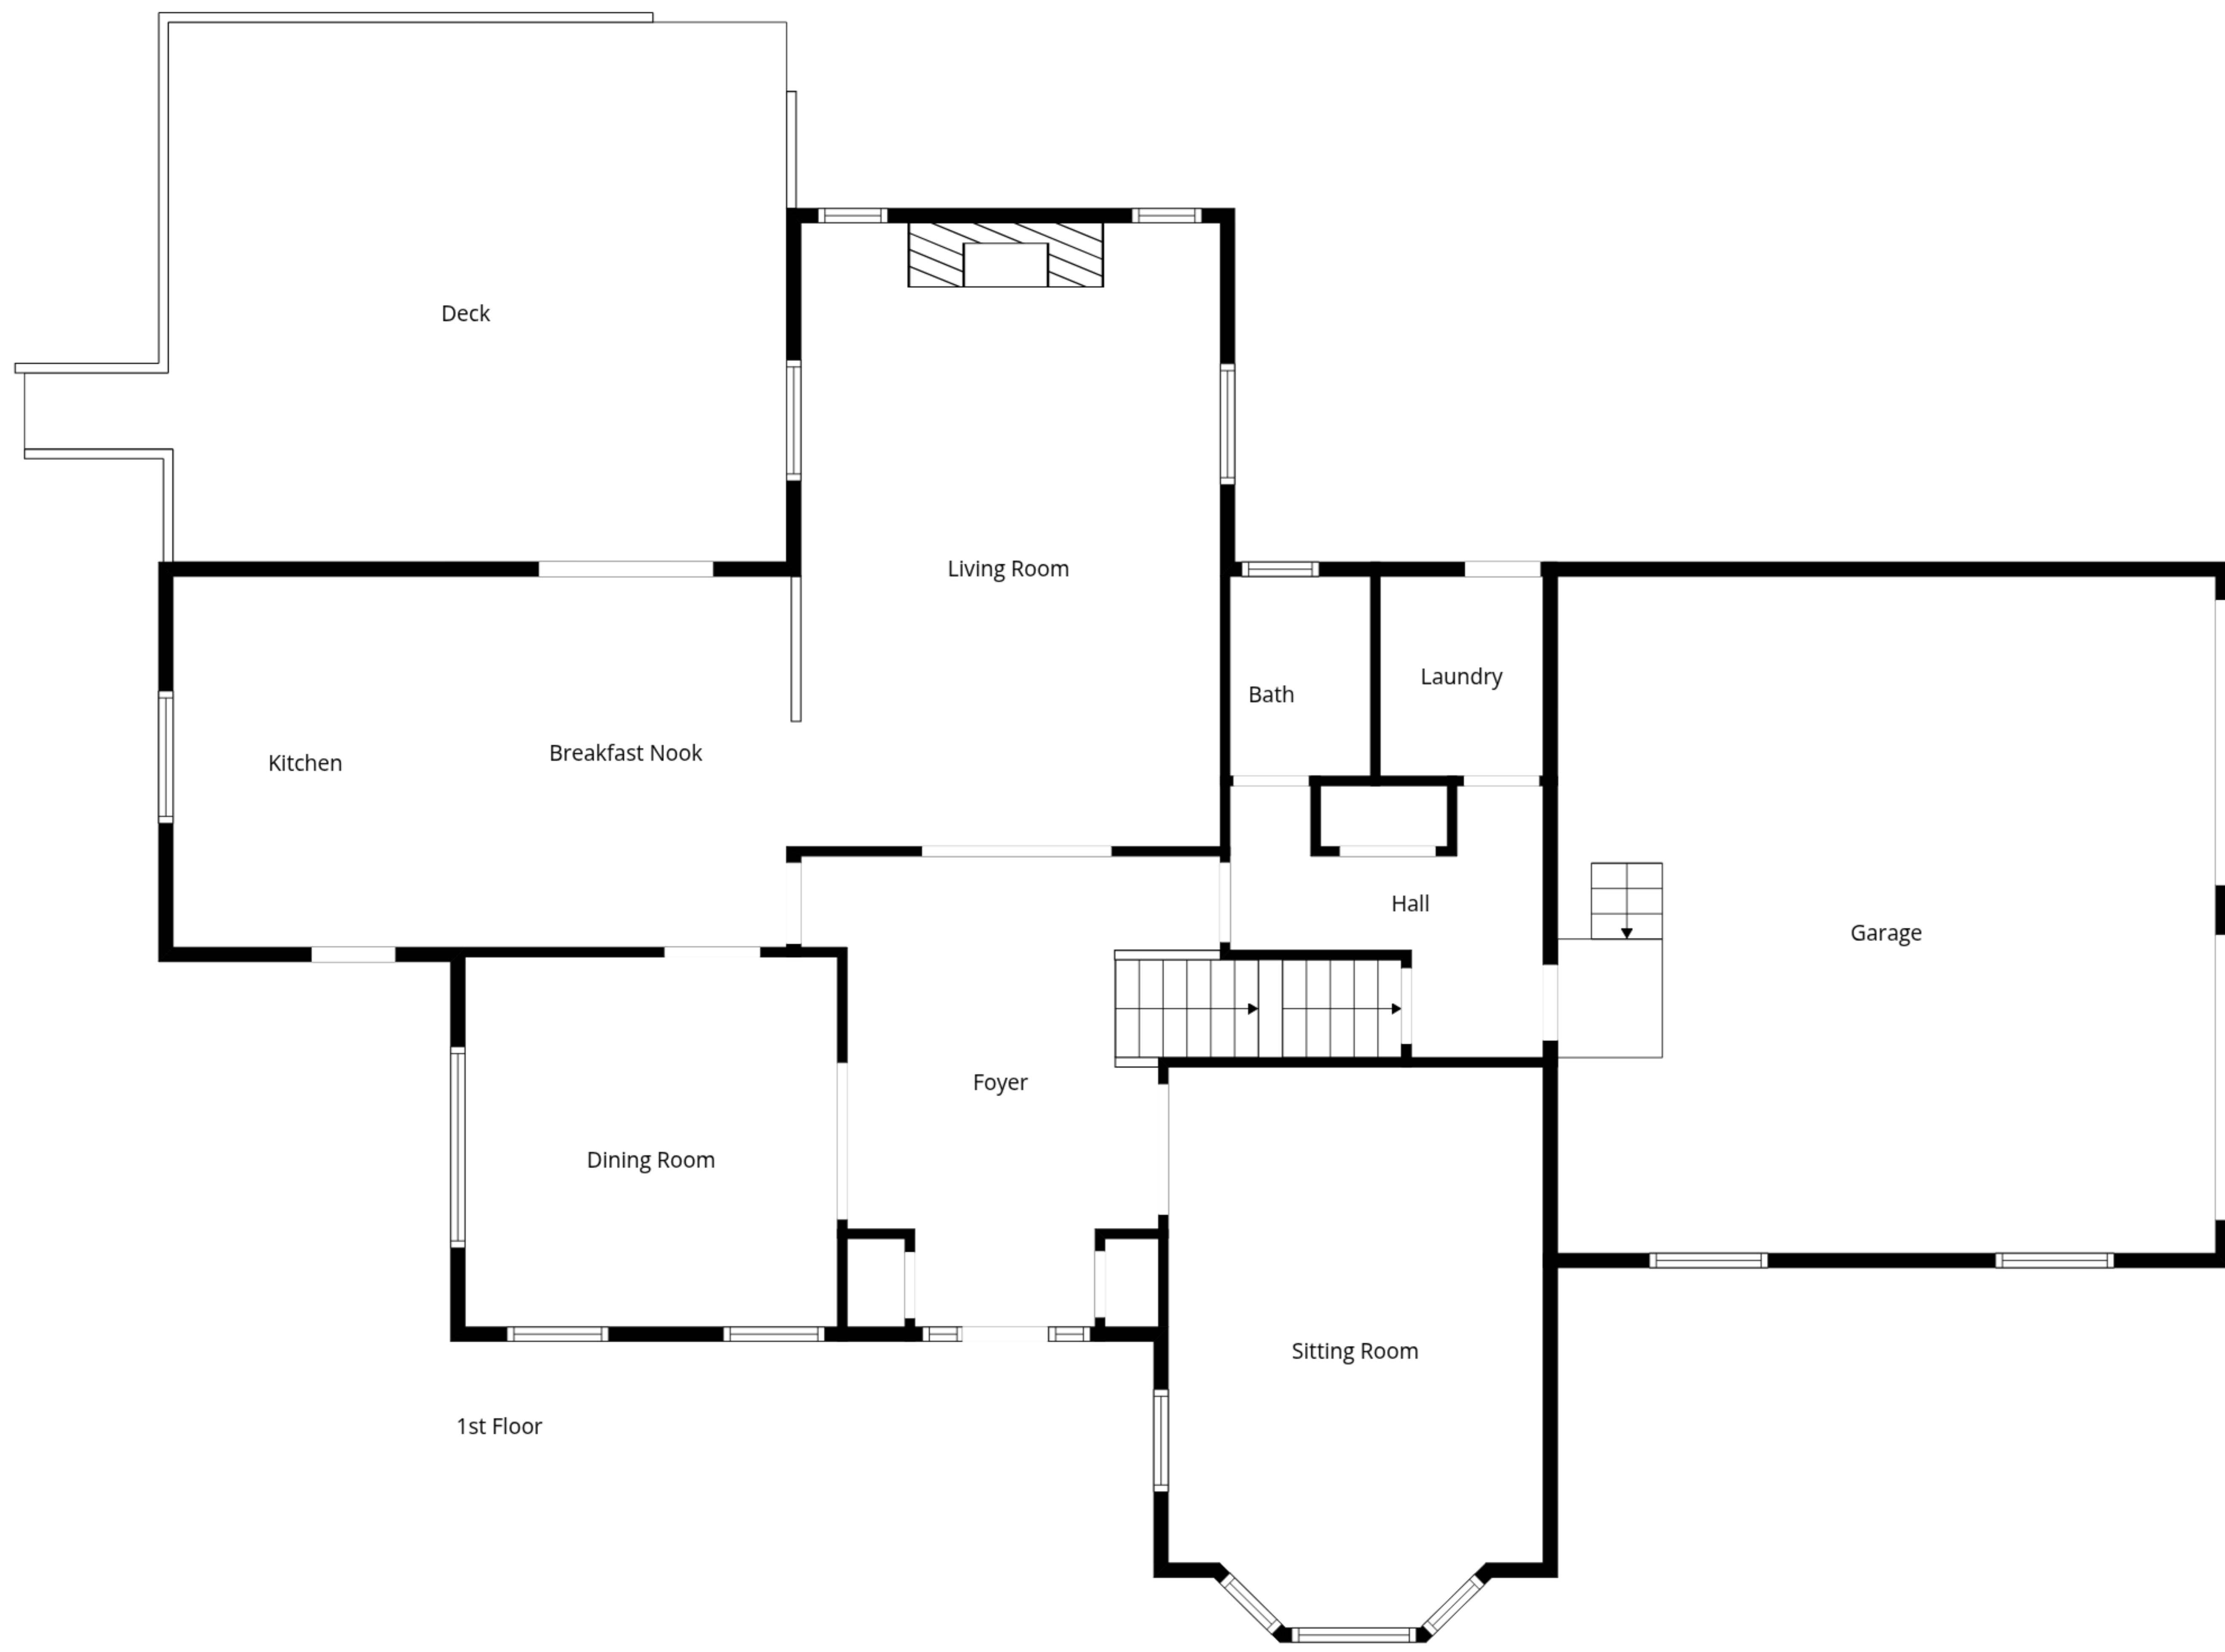 Deck
Living Room
Laundry
Bath
Breakfast Nook
Kitchen
Hall
Garage
Foyer
Dining Room
Sitting Room
1st Floor